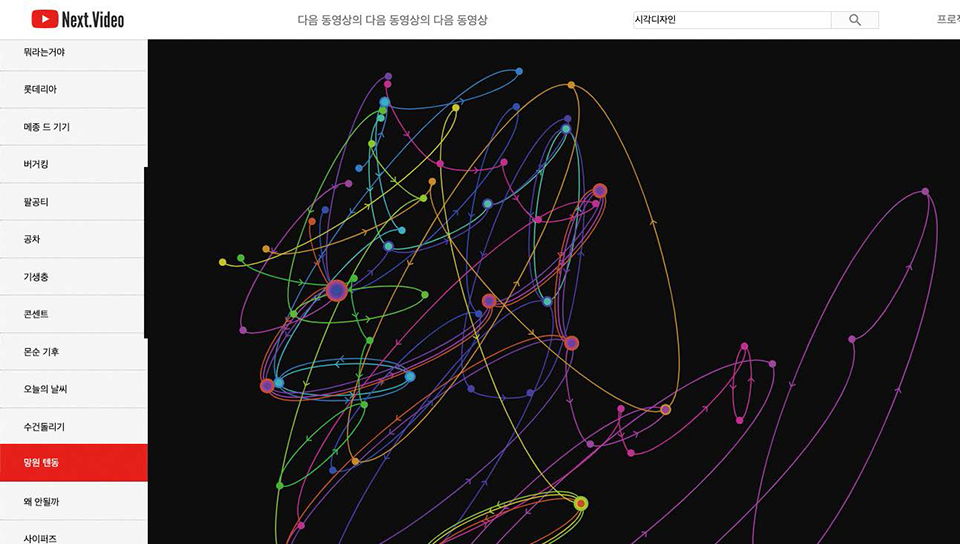 Next.Video
다음 동영상의 다음 동영상의 다음 동영상
시각디자인
프로젝
뭐라는거야
롯데리아
메종 드 기기
버거킹
팔공티
공차
기생충
콘센트
몬순 기후
오늘의 날씨
수건돌리기
망원 텐동
왜 안될까
사이퍼즈